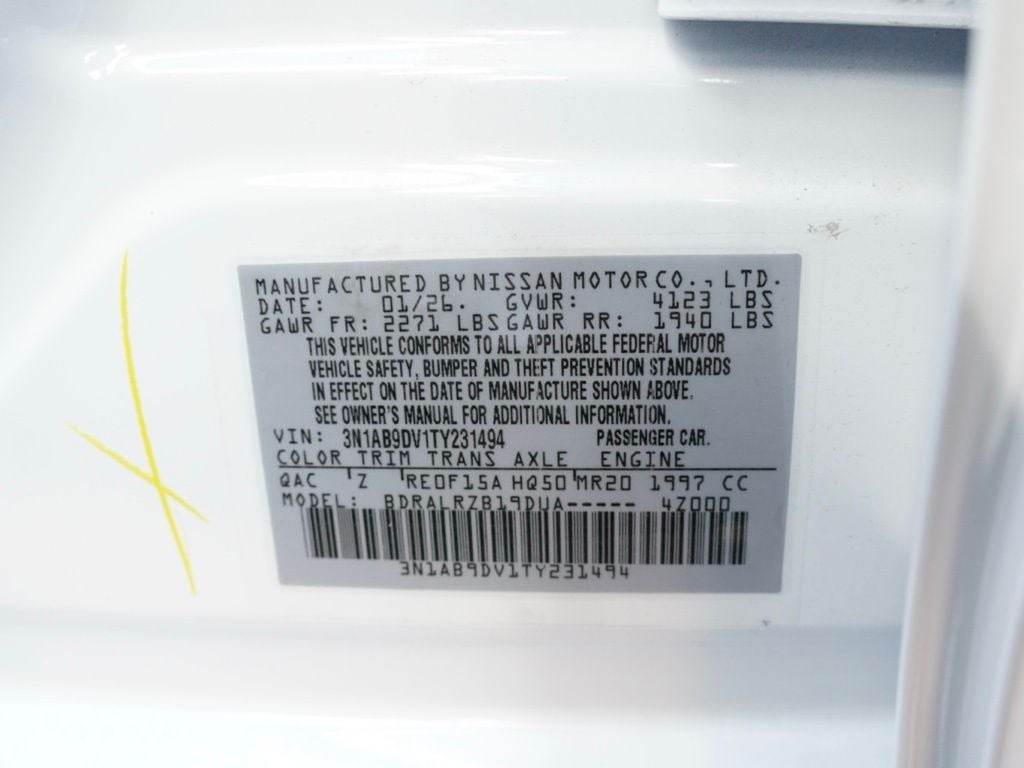 MANUFACTURED BY NISSAN MOTOR CO., LTD.
DATE: 01/26. GVWR: 4123 LBS
GAWR FR: 2271 LBS GAWR RR: 1940 LBS
THIS VEHICLE CONFORMS TO ALL APPLICABLE FEDERAL MOTOR
VEHICLE SAFETY, BUMPER AND THEFT PREVENTION STANDARDS
IN EFFECT ON THE DATE OF MANUFACTURE SHOWN ABOVE.
SEE OWNER'S MANUAL FOR ADDITIONAL INFORMATION.
VIN: 3N1AB9DV1TY231494 PASSENGER CAR.
COLOR TRIM TRANS AXLE ENGINE
QAC Z RE0F15A HQ50 MR20 1997 CC
MODEL: BDRALRZB19DUA----- 4Z000
3N1AB9DV1TY231494